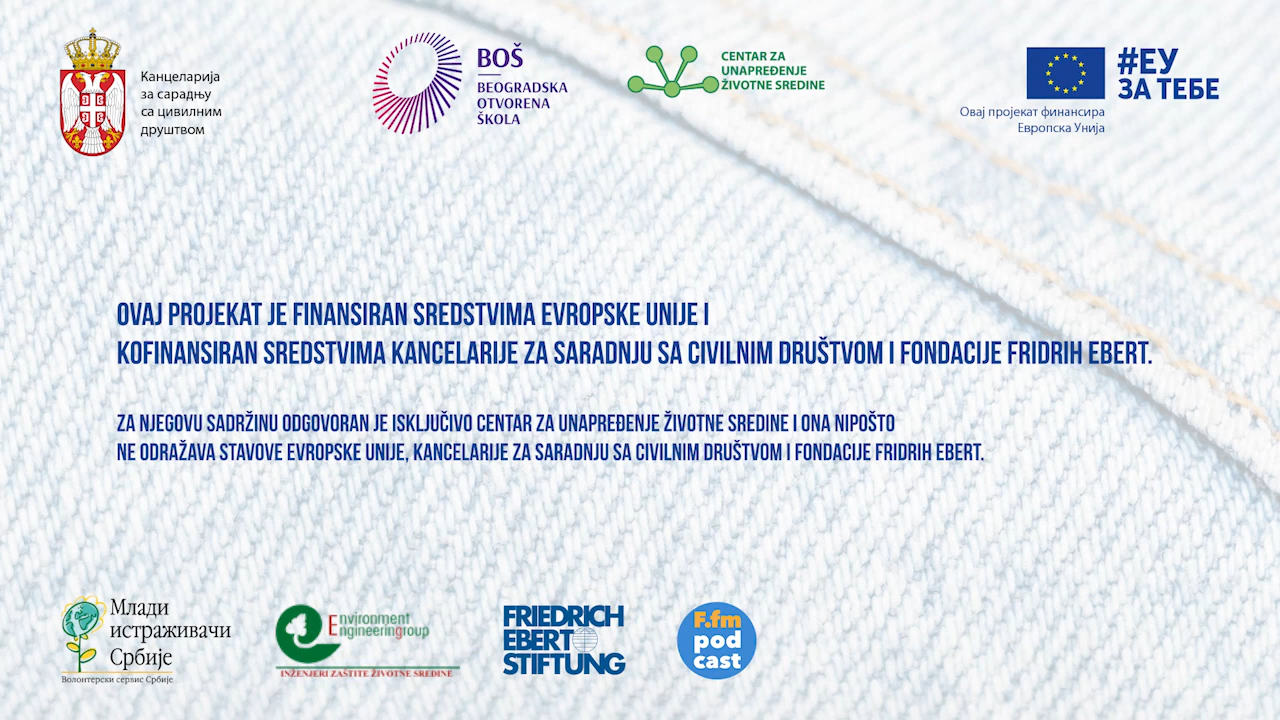 Канцеларија
за сарадњу
са цивилним
друштвом
BOŠ
BEOGRADSKA
OTVORENA
ŠKOLA
CENTAR ZA
UNAPREĐENJE
ŽIVOTNE SREDINE
#ЕУ
ЗА ТЕБЕ
Овај пројекат финансира
Европска Унија
OVAJ PROJEKAT JE FINANSIRAN SREDSTVIMA EVROPSKE UNIJE I
KOFINANSIRAN SREDSTVIMA KANCELARIJE ZA SARADNJU SA CIVILNIM DRUŠTVOM I FONDACIJE FRIDRIH EBERT.
ZA NJEGOVU SADRŽINU ODGOVORAN JE ISKLJUČIVO CENTAR ZA UNAPREĐENJE ŽIVOTNE SREDINE I ONA NIPOŠTO
NE ODRAŽAVA STAVOVE EVROPSKE UNIJE, KANCELARIJE ZA SARADNJU SA CIVILNIM DRUŠTVOM I FONDACIJE FRIDRIH EBERT.
Млади
истраживачи
Србије
Волонтерски сервис Србије
Environment
Engineeringroup
INŽENJERI ZAŠTITE ŽIVOTNE SREDINE
FRIEDRICH
EBERT
STIFTUNG
F.fm
pod
cast